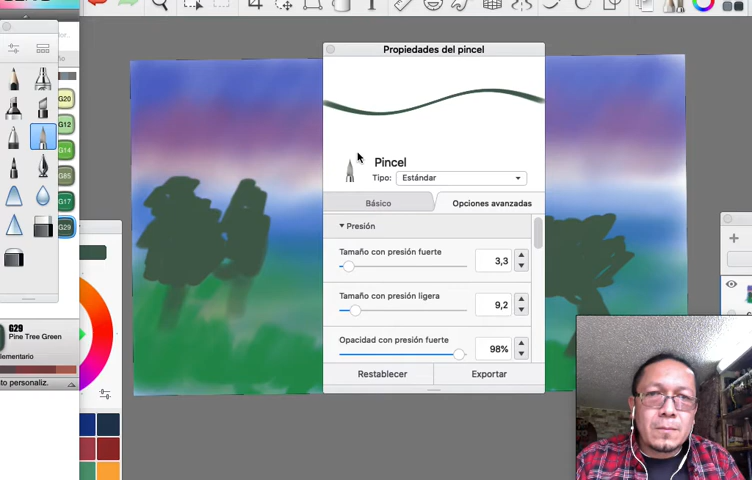 Propiedades del pincel
Pincel
Tipo: Estándar
Básico
Opciones avanzadas
Presión
Tamaño con presión fuerte
3,3
Tamaño con presión ligera
9,2
Opacidad con presión fuerte
98%
Restablecer
Exportar
G20
G12
G14
G85
G17
G29
G29
Pine Tree Green
lementario
to personaliz.